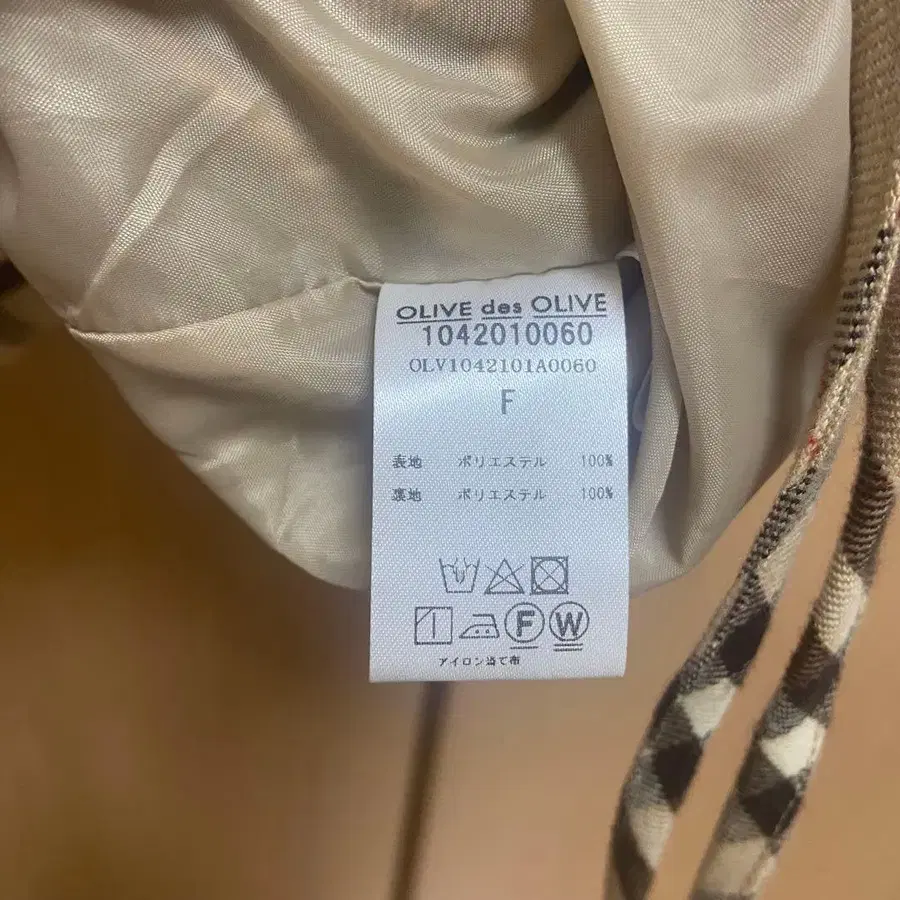 OLIVE des OLIVE
1042010060
OLV1042101A0060
F
表地 ポリエステル 100%
裏地 ポリエステル 100%
F W
アイロン当て布